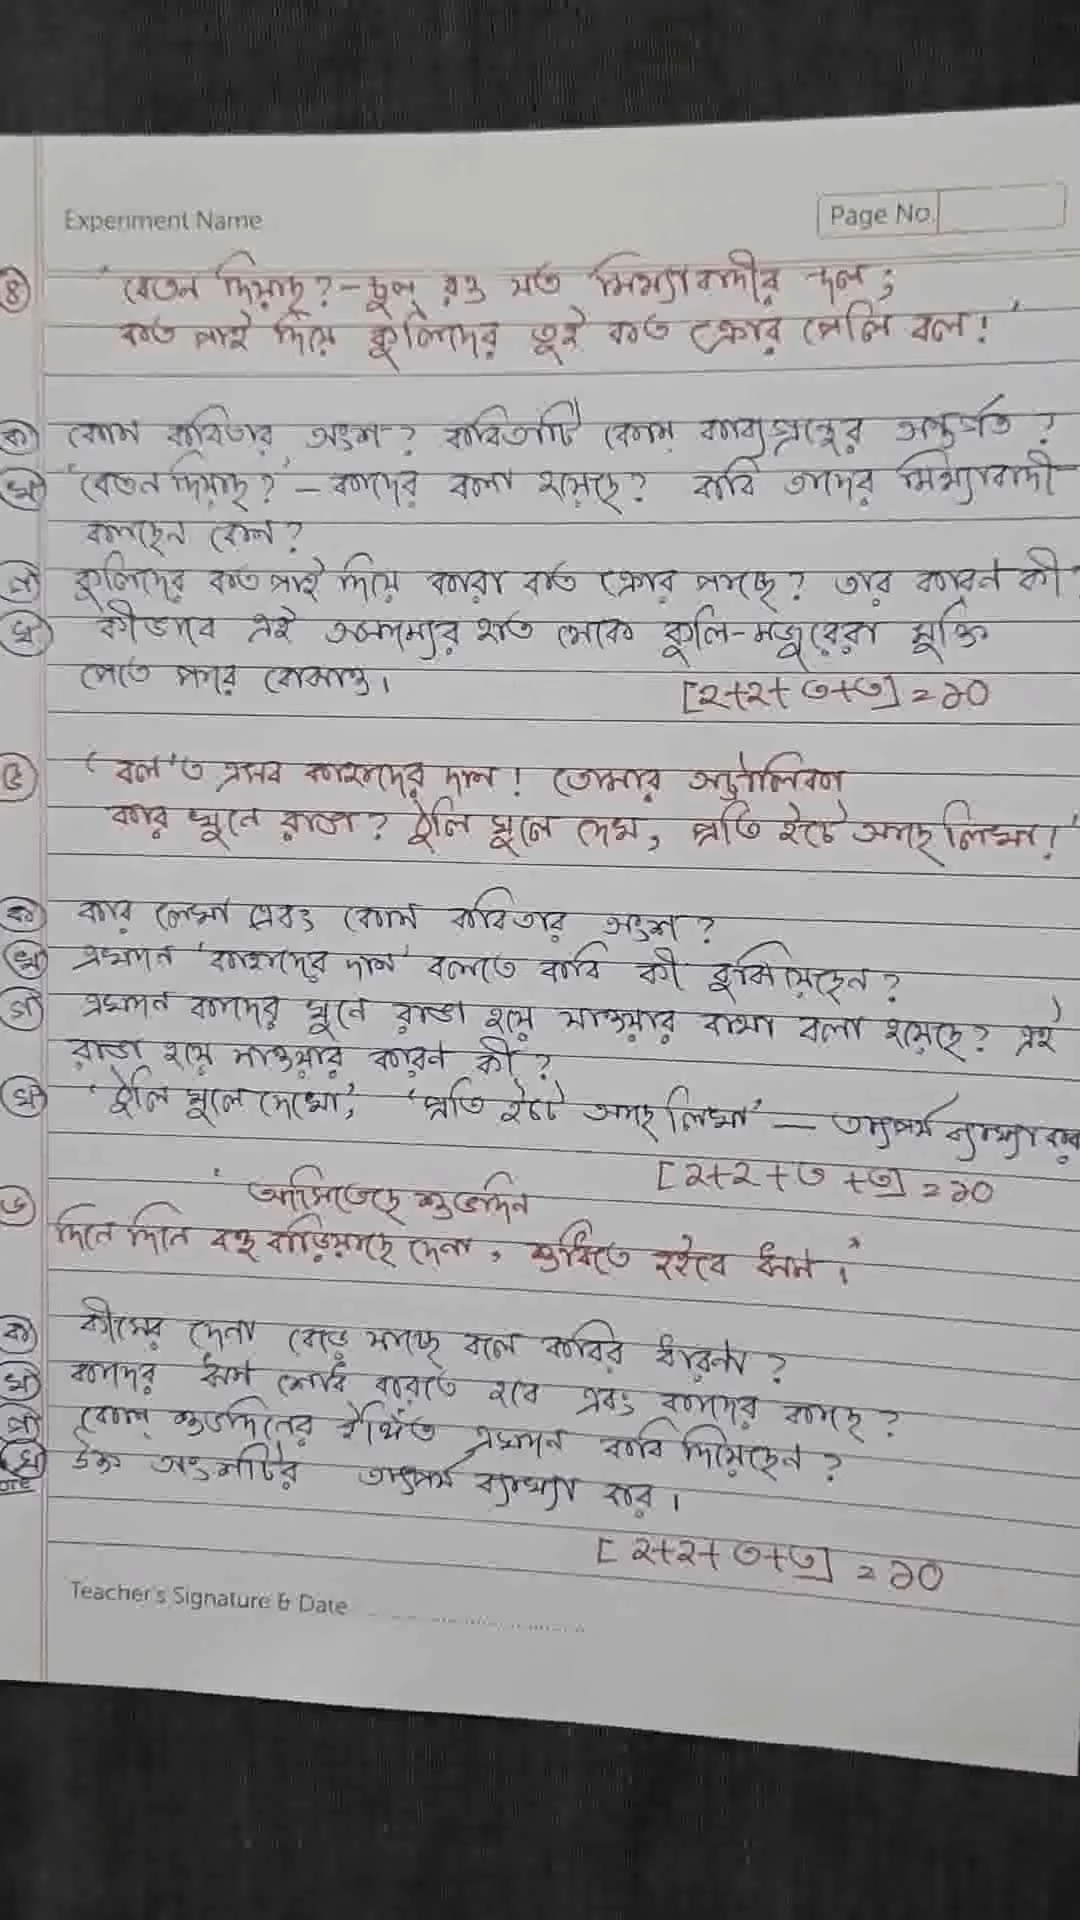 Experiment Name
Page No.
৪ 'বেতন দিয়াছ? - চুপ্ রও যত মিথ্যাবাদীর দল;
কত পাই দিয়ে কুলিদের তুই কত ক্রোর পেলি বল!'
ক কোন কবিতার অংশ? কবিতাটি কোন কাব্যগ্রন্থের অন্তর্গত?
খ 'বেতন দিয়াছ?' - কাদের বলা হয়েছে? কবি তাদের মিথ্যাবাদী
বলছেন কেন?
গ কুলিদের কত পাই দিয়ে কারা কত ক্রোর পাচ্ছে? তার কারণ কী
ঘ কীভাবে এই হাত থেকে কুলি-মজুরেরা মুক্তি
পেতে পারে বোঝাও।
[২+২+৩+৩] = ১০
৫ 'বল'ত এসব কাহাদের দান! তোমার অট্টালিকা
কার খুনে রাঙা? ঠুলি খুলে দেখ, প্রতি ইঁটে আছে লিখা।'
ক কার লেখা এবং কোন কবিতার অংশ?
খ এখানে 'কাহাদের দান' বলতে কবি কী বুঝিয়েছেন?
গ এখানে কাদের খুনে রাঙা হয়ে যাওয়ার কথা বলা হয়েছে? এই
রাঙা হয়ে যাওয়ার কারণ কী?
ঘ 'ঠুলি খুলে দেখো', 'প্রতি ইটে আছে লিখা' — তাৎপর্য ব্যাখ্যা কর
[২+২+৩+৩] = ১০
৬ 'আসিতেছে শুভদিন
দিনে দিনে বহু বাড়িয়াছে দেনা, শুধিতে হইবে ঋণ।'
ক কীসের দেনা বেড়ে যাচ্ছে বলে কবির ধারণা?
খ কাদের ঋণ শোধ করতে হবে এবং কাদের কাছে?
গ কোন্ শুভদিনের ইঙ্গিত এখানে কবি দিয়েছেন?
ঘ উক্ত অংশটির তাৎপর্য ব্যাখ্যা কর।
[২+২+৩+৩] = ১০
Teacher's Signature & Date